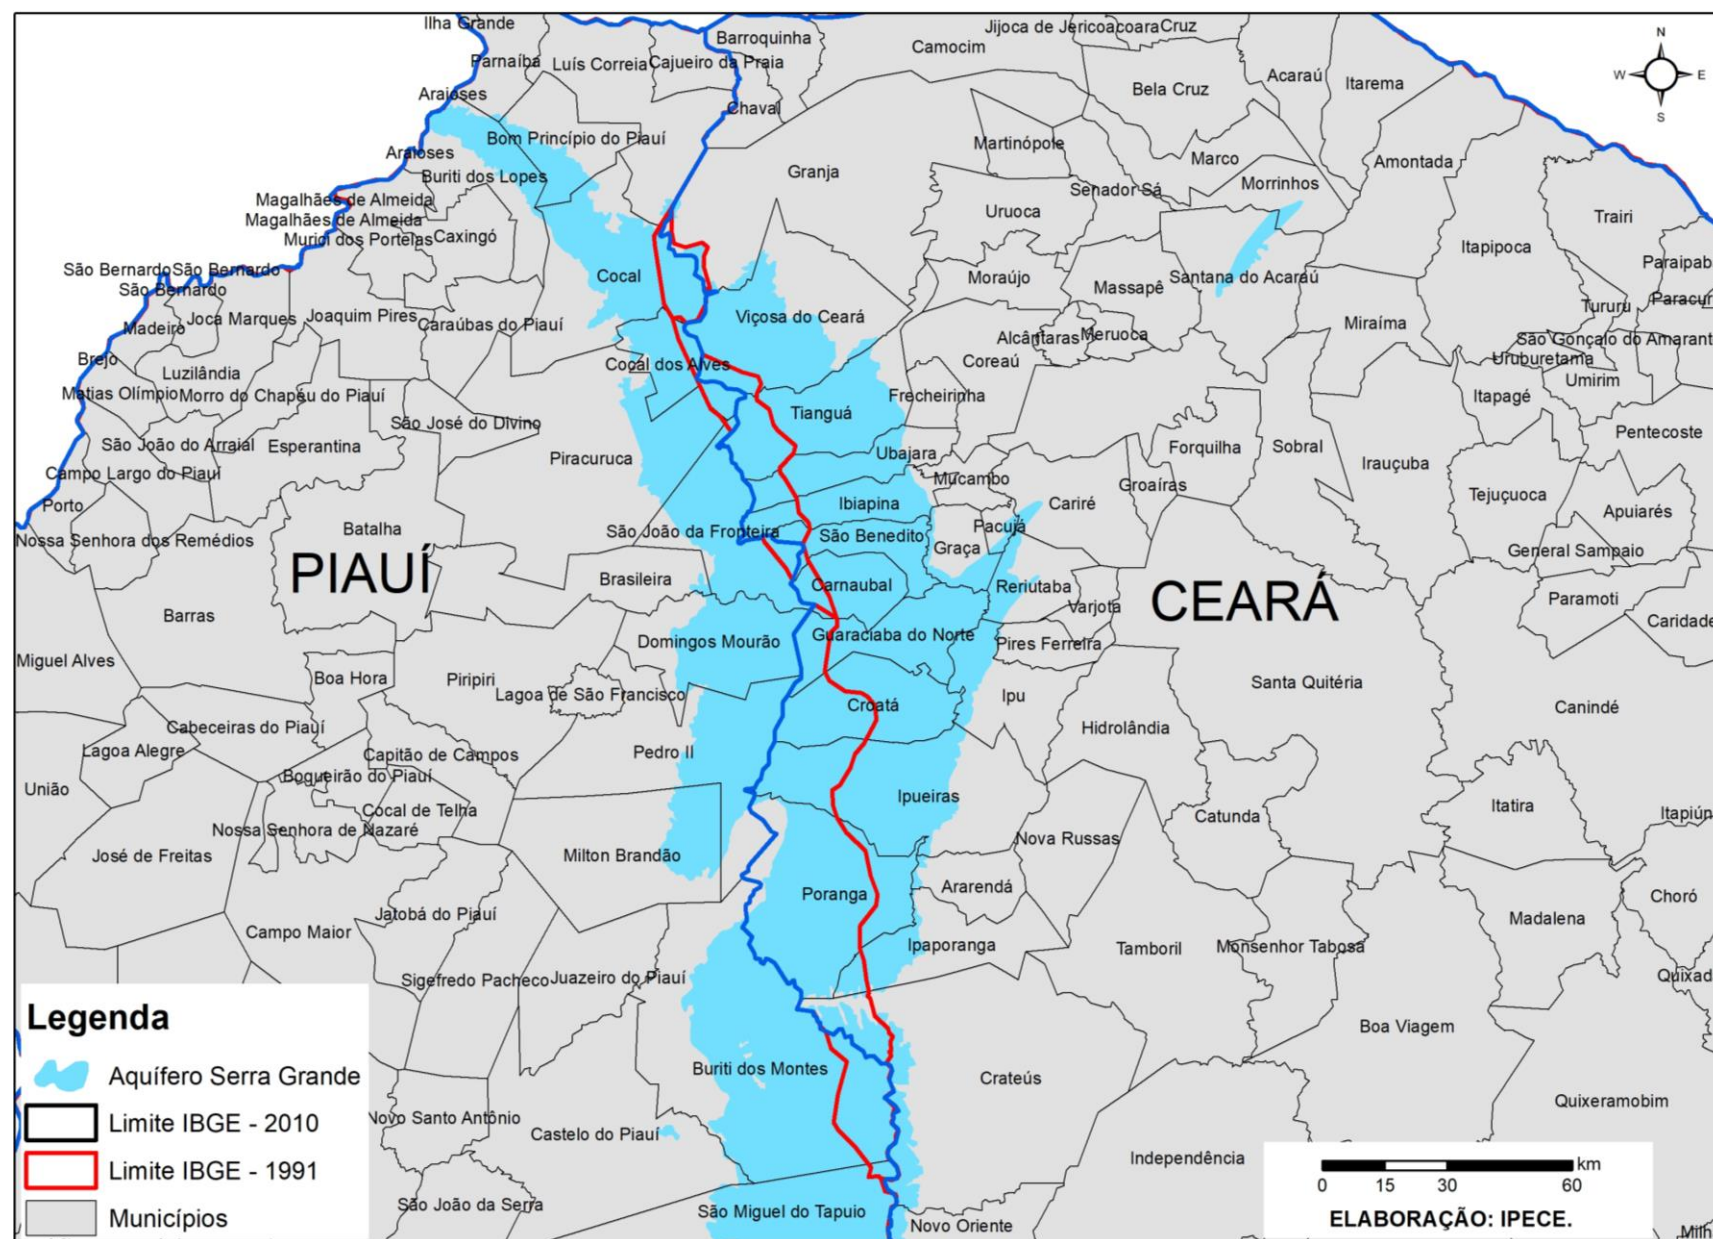 Ilha Grande
Jijoca de Jericoacoara
Cruz
Barroquinha
Camocim
Parnaíba
Luís Correia
Cajueiro da Praia
Acaraú
Itarema
N
W
E
S
Araioses
Bela Cruz
Chaval
Bom Princípio do Piauí
Martinópole
Araioses
Marco
Amontada
Granja
Buriti dos Lopes
Senador Sá
Morrinhos
Magalhães de Almeida
Magalhães de Almeida
Uruoca
Trairi
Murici dos Portelas
Caxingó
Itapipoca
São Bernardo
São Bernardo
São Bernardo
Cocal
Moraújo
Massapê
Santana do Acaraú
Paraipab
Paracur
Tururu
Madeiro
Joca Marques
Joaquim Pires
Caraúbas do Piauí
Viçosa do Ceará
Miraíma
Alcântaras
Meruoca
São Gonçalo do Amarant
Brejo
Cocal dos Alves
Coreaú
Uruburetama
Luzilândia
Umirim
Matias Olímpio
Morro do Chapéu do Piauí
Frecheirinha
Itapagé
Tianguá
São José do Divino
Pentecoste
São João do Arraial
Esperantina
Forquilha
Sobral
Ubajara
Irauçuba
Piracuruca
Campo Largo do Piauí
Mucambo
Groaíras
Tejuçuoca
Porto
Ibiapina
Cariré
Apuiarés
Batalha
São João da Fronteira
São Benedito
Pacujá
Nossa Senhora dos Remédios
Graça
General Sampaio
PIAUÍ
Brasileira
Carnaubal
Reriutaba
CEARÁ
Paramoti
Varjota
Barras
Caridade
Domingos Mourão
Guaraciaba do Norte
Pires Ferreira
Miguel Alves
Boa Hora
Piripiri
Lagoa de São Francisco
Ipu
Santa Quitéria
Croatá
Canindé
Cabeceiras do Piauí
Hidrolândia
Lagoa Alegre
Capitão de Campos
Pedro II
Boqueirão do Piauí
União
Ipueiras
Itatira
Cocal de Telha
Catunda
Itapiún
Nossa Senhora de Nazaré
Nova Russas
José de Freitas
Milton Brandão
Ararendá
Poranga
Choró
Jatobá do Piauí
Madalena
Campo Maior
Ipaporanga
Tamboril
Monsenhor Tabosa
Sigefredo Pacheco
Juazeiro do Piauí
Quixad
Boa Viagem
Buriti dos Montes
Crateús
Quixeramobim
Novo Santo Antônio
Castelo do Piauí
Independência
São João da Serra
São Miguel do Tapuio
Novo Oriente
Milh
Legenda
Aquífero Serra Grande
Limite IBGE - 2010
Limite IBGE - 1991
Municípios
km
0 15 30 60
ELABORAÇÃO: IPECE.